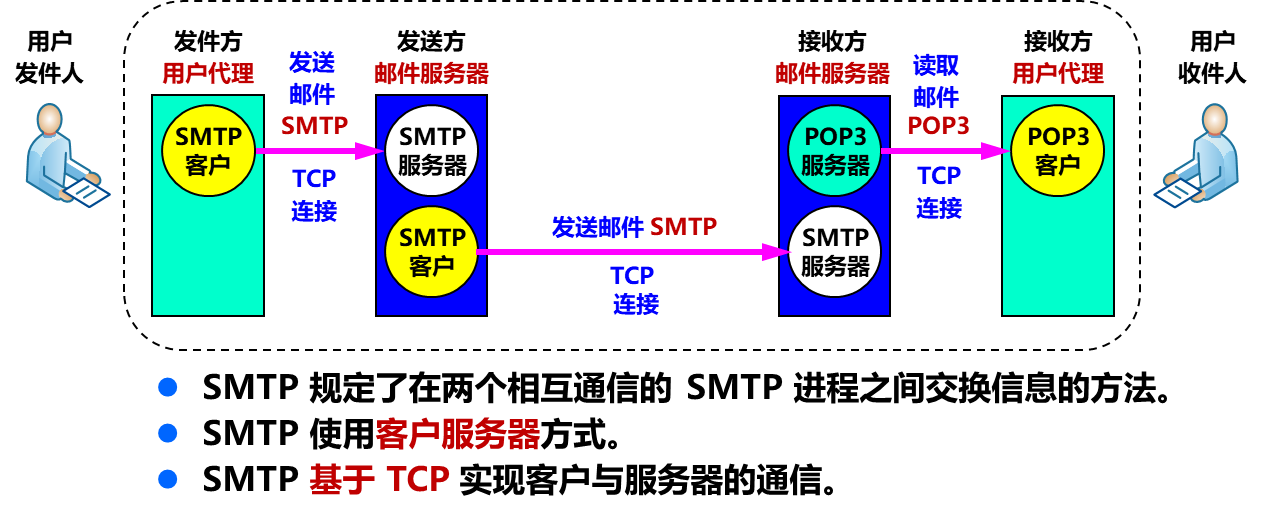 用户
发件人
发件方
用户代理
发送
邮件
SMTP
TCP
连接
发送方
邮件服务器
接收方
邮件服务器
读取
邮件
POP3
TCP
连接
接收方
用户代理
用户
收件人
SMTP
客户
SMTP
服务器
SMTP
客户
发送邮件 SMTP
TCP
连接
POP3
服务器
SMTP
服务器
POP3
客户
SMTP 规定了在两个相互通信的 SMTP 进程之间交换信息的方法。
SMTP 使用客户服务器方式。
SMTP 基于 TCP 实现客户与服务器的通信。